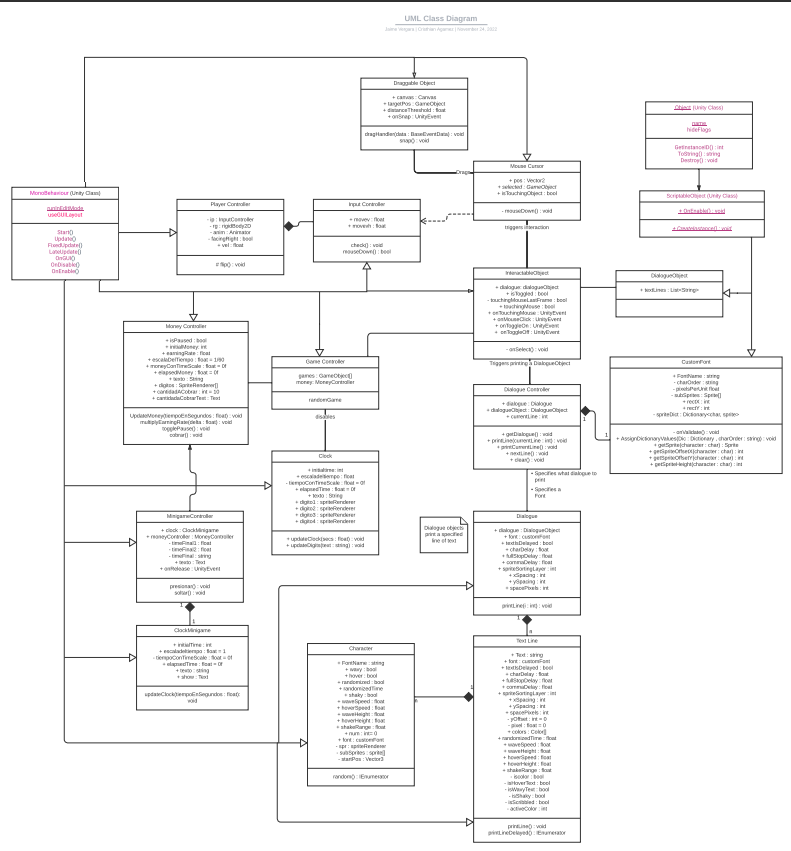 UML Class Diagram
Jaime Vergara | Cristhian Agamez | November 24, 2022
Draggable Object
+ canvas : Canvas
+ targetPos : GameObject
+ distanceThreshold : float
+ onSnap : UnityEvent
dragHandler(data : BaseEventData) : void
snap() : void
Drags
Mouse Cursor
+ pos : Vector2
+ selected : GameObject
+ isTouchingObject : bool
- mouseDown() : void
triggers interaction
Object (Unity Class)
name
hideFlags
GetInstanceID() : int
ToString() : string
Destroy() : void
ScriptableObject (Unity Class)
+ OnEnable() : void
+ CreateInstance() : void
MonoBehaviour (Unity Class)
runInEditMode
useGUILayout
Start()
Update()
FixedUpdate()
LateUpdate()
OnGUI()
OnDisable()
OnEnable()
Player Controller
- ip : InputController
- rg : rigidBody2D
- anim : Animator
- facingRight : bool
+ vel : float
# flip() : void
Input Controller
+ movev : float
+ movevh : float
check() : void
mouseDown() : bool
InteractableObject
+ dialogue: dialogueObject
+ isToggled : bool
- touchingMouseLastFrame : bool
+ touchingMouse : bool
+ onTouchingMouse : UnityEvent
+ onMouseClick : UnityEvent
+ onToggleOn : UnityEvent
+ onToggleOff : UnityEvent
- onSelect() : void
Triggers printing a DialogueObject
DialogueObject
+ textLines : List<String>
Money Controller
+ isPaused : bool
+ initialMoney: int
+ earningRate : float
+ escalaDelTiempo : float = 1/60
+ moneyConTimeScale : float = 0f
+ elapsedMoney : float = 0f
+ texto : String
+ digitos : SpriteRenderer[]
+ cantidadACobrar : int = 10
+ cantidadaCobrarText : Text
UpdateMoney(tiempoEnSegundos : float) : void
multiplyEarningRate(delta : float) : void
togglePause() : void
cobrar() : void
Game Controller
games : GameObject[]
money: MoneyController
randomGame
disables
Clock
+ initialtime: int
+ escaladeltiempo : float
- tiempoConTimeScale : float = 0f
+ elapsedTime : float = 0f
+ texto : String
+ digito1 : spriteRenderer
+ digito2 : spriteRenderer
+ digito3 : spriteRenderer
+ digito4 : spriteRenderer
+ updateClock(secs : float) : void
+ updateDigits(text : string) : void
Dialogue Controller
+ dialogue : Dialogue
+ dialogueObject : DialogueObject
+ currentLine : int
+ getDialogue() : void
+ printLine(currentLine : int) : void
+ printCurrent() : void
+ nextLine() : void
+ clear() : void
1
1
CustomFont
+ FontName : string
- charOrder : string
- pixelsPerUnit float
- subSprites : Sprite[]
+ rectX : int
+ rectY : int
- spriteDict : Dictionary<char, sprite>
- onValidate() : void
+ AssignDictionaryValues(Dic : Dictionary , charOrder : string) : void
+ getSprite(character : char) : Sprite
+ getSpriteOffsetX(character : char) : int
+ getSpriteOffsetY(character : char) : int
+ getSpriteHeight(character : char) : int
• Specifies what dialogue to
print
• Specifies a
Font
Dialogue objects
print a specified
line of text
Dialogue
+ dialogue : DialogueObject
+ font : customFont
+ textIsDelayed : bool
+ charDelay : float
+ fullStopDelay : float
+ commaDelay : float
+ spriteSortingLayer : int
+ xSpacing : int
+ ySpacing : int
+ spacePixels : int
printLine(i : int) : void
1
n
MinigameController
+ clock : ClockMinigame
+ moneyController : MoneyController
- timeFinal1 : float
- timeFinal2 : float
- timeFinal : string
+ texto : Text
+ onRelease : UnityEvent
presionar() : void
soltar() : void
1
1
ClockMinigame
+ initialTime : int
+ escaladeltiempo : float = 1
- tiempoConTimeScale : float = 0f
+ elapsedTime : float = 0f
+ texto : string
+ show : Text
updateClock(tiempoEnSegundos : float) :
void
Character
+ FontName : string
+ wavy : bool
+ hover : bool
+ randomized : bool
+ randomizedTime
+ shaky : bool
+ waveSpeed : float
+ hoverSpeed : float
+ waveHeight : float
+ hoverHeight : float
+ shakeRange : float
+ num : int= 0
+ font : customFont
- spr : spriteRenderer
- subSprites : sprite[]
- startPos : Vector3
random() : IEnumerator
n
1
Text Line
+ Text : string
+ font : customFont
+ textIsDelayed : bool
+ charDelay : float
+ fullStopDelay : float
+ commaDelay : float
+ spriteSortingLayer : int
+ xSpacing : int
+ ySpacing : int
+ spacePixels : int
- yOffset : int = 0
- pixel : float = 0
+ colors : Color[]
+ randomizedTime : float
+ waveSpeed : float
+ waveHeight : float
+ hoverSpeed : float
+ hoverHeight : float
+ shakeRange : float
- iscolor : bool
- isHoverText : bool
- isWavyText : bool
- isShaky : bool
- isScribbled : bool
- activeColor : int
printLine() : void
printLineDelayed() : IEnumerator